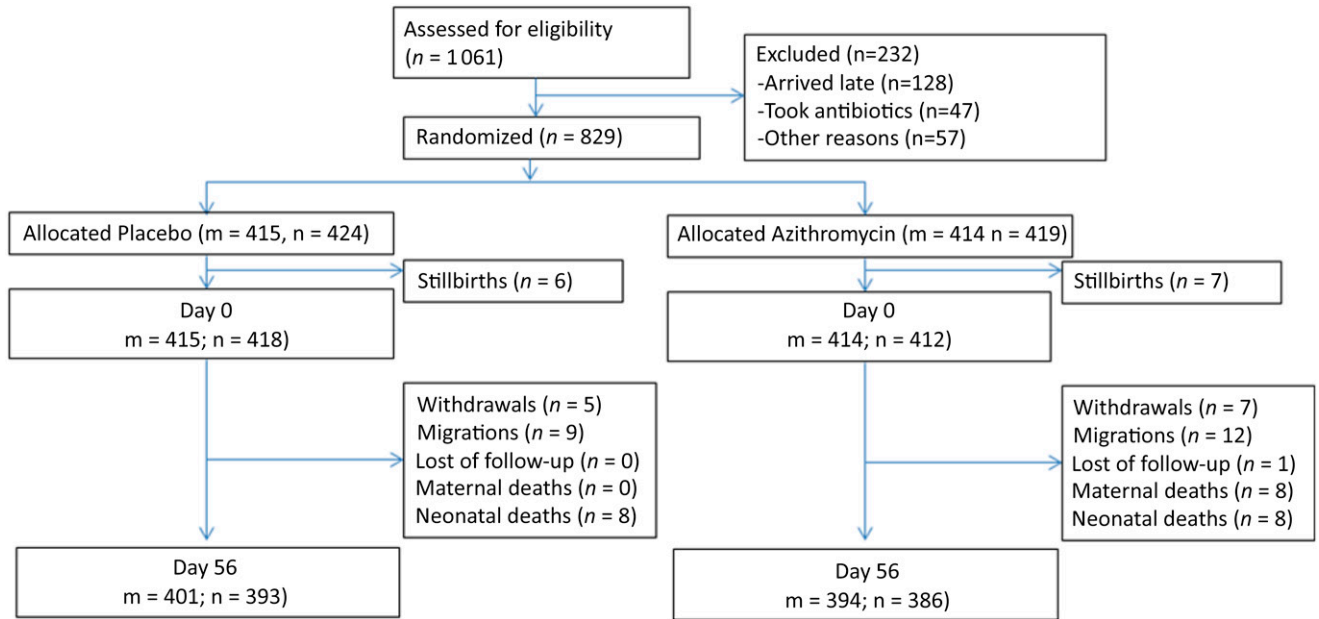 Assessed for eligibility
(n = 1061)
Excluded (n=232)
-Arrived late (n=128)
-Took antibiotics (n=47)
-Other reasons (n=57)
Randomized (n = 829)
Allocated Placebo (m = 415, n = 424)
Allocated Azithromycin (m = 414 n = 419)
Stillbirths (n = 6)
Stillbirths (n = 7)
Day 0
m = 415; n = 418)
Day 0
m = 414; n = 412)
Withdrawals (n = 5)
Migrations (n = 9)
Lost of follow-up (n = 0)
Maternal deaths (n = 0)
Neonatal deaths (n = 8)
Withdrawals (n = 7)
Migrations (n = 12)
Lost of follow-up (n = 1)
Maternal deaths (n = 8)
Neonatal deaths (n = 8)
Day 56
m = 401; n = 393)
Day 56
m = 394; n = 386)